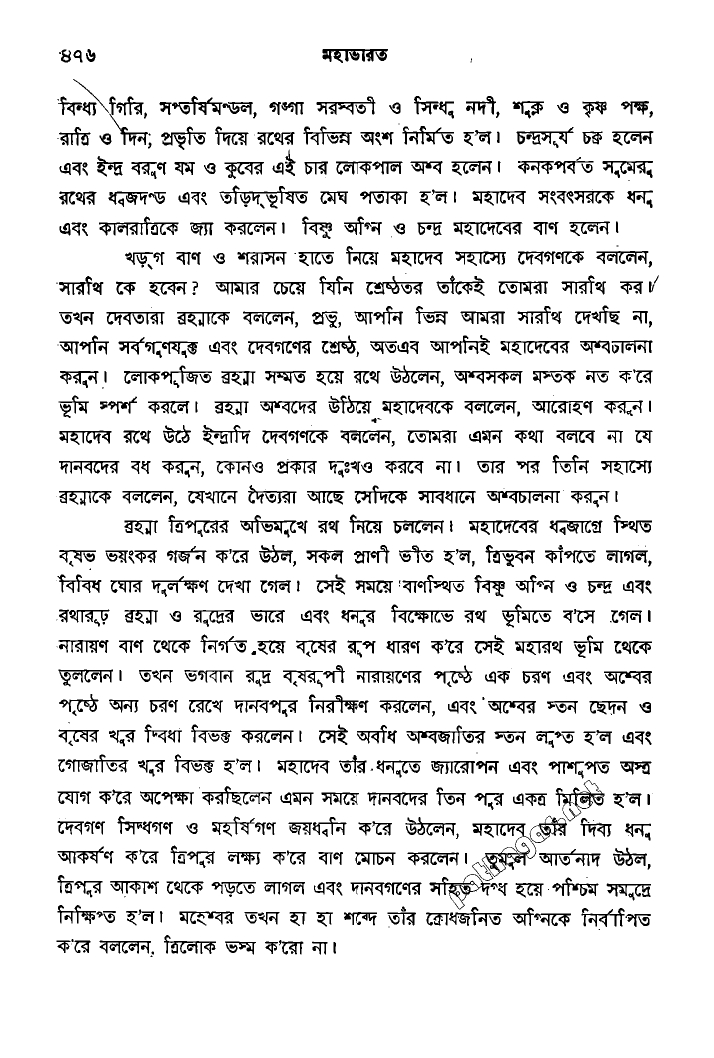 ৪৭৬ মহাভারত
বিন্ধ্য গিরি, সপ্তর্ষিমণ্ডল, গঙ্গা সরস্বতী ও সিন্ধু নদী, শুক্ল ও কৃষ্ণ পক্ষ,
রাত্রি ও দিন, প্রভৃতি দিয়ে রথের বিভিন্ন অংশ নির্মিত হ'ল। চন্দ্রসূর্য চক্র হলেন
এবং ইন্দ্র বরুণ যম ও কুবের এই চার লোকপাল অশ্ব হলেন। কনকপর্বত সুমেরু
রথের ধ্বজদণ্ড এবং তড়িদ্‌ভূষিত মেঘ পতাকা হ'ল। মহাদেব সংবৎসরকে ধনু
এবং কালরাত্রিকে জ্যা করলেন। বিষ্ণু অগ্নি ও চন্দ্র মহাদেবের বাণ হলেন।
খড়্‌গ বাণ ও শরাসন হাতে নিয়ে মহাদেব সহাস্যে দেবগণকে বললেন,
সারথি কে হবেন? আমার চেয়ে যিনি শ্রেষ্ঠতর তাঁকেই তোমরা সারথি কর।
তখন দেবতারা ব্রহ্মাকে বললেন, প্রভু, আপনি ভিন্ন আমরা সারথি দেখছি না,
আপনি সর্বগুণযুক্ত এবং দেবগণের শ্রেষ্ঠ, অতএব আপনিই মহাদেবের অশ্বচালনা
করুন। লোকপূজিত ব্রহ্মা সম্মত হয়ে রথে উঠলেন, অশ্বসকল মস্তক নত ক'রে
ভূমি স্পর্শ করলে। ব্রহ্মা অশ্বদের উঠিয়ে মহাদেবকে বললেন, আরোহণ করুন।
মহাদেব রথে উঠে ইন্দ্রাদি দেবগণকে বললেন, তোমরা এমন কথা বলবে না যে
দানবদের বধ করুন, কোনও প্রকার দুঃখও করবে না। তার পর তিনি সহাস্যে
ব্রহ্মাকে বললেন, যেখানে দৈত্যরা আছে সেদিকে সাবধানে অশ্বচালনা করুন।
ব্রহ্মা ত্রিপুরের অভিমুখে রথ নিয়ে চললেন। মহাদেবের ধ্বজাগ্রে স্থিত
বৃষভ ভয়ংকর গর্জন ক'রে উঠল, সকল প্রাণী ভীত হ'ল, ত্রিভুবন কাঁপতে লাগল,
বিবিধ ঘোর দুর্লক্ষণ দেখা গেল। সেই সময়ে বাণস্থিত বিষ্ণু অগ্নি ও চন্দ্র এবং
রথারূঢ় ব্রহ্মা ও রুদ্রের ভারে এবং ধনুর বিক্ষোভে রথ ভূমিতে ব'সে গেল।
নারায়ণ বাণ থেকে নির্গত হয়ে বৃষের রূপ ধারণ ক'রে সেই মহারথ ভূমি থেকে
তুললেন। তখন ভগবান রুদ্র বৃষরূপী নারায়ণের পৃষ্ঠে এক চরণ এবং অশ্বের
পৃষ্ঠে অন্য চরণ রেখে দানবপুর নিরীক্ষণ করলেন, এবং অশ্বের স্তন ছেদন ও
বৃষের খুর দ্বিধা বিভক্ত করলেন। সেই অবধি অশ্বজাতির স্তন লুপ্ত হ'ল এবং
গোজাতির খুর বিভক্ত হ'ল। মহাদেব তাঁর ধনুতে জ্যারোপন এবং পাশুপত অস্ত্র
যোগ ক'রে অপেক্ষা করছিলেন এমন সময়ে দানবদের তিন পুর একত্র মিলিত হ'ল।
দেবগণ সিদ্ধগণ ও মহর্ষিগণ জয়ধ্বনি ক'রে উঠলেন, মহাদেব তাঁর দিব্য ধনু
আকর্ষণ ক'রে ত্রিপুর লক্ষ্য ক'রে বাণ মোচন করলেন। তুমুল আর্তনাদ উঠল,
ত্রিপুর আকাশ থেকে পড়তে লাগল এবং দানবগণের সহিত দগ্ধ হয়ে পশ্চিম সমুদ্রে
নিক্ষিপ্ত হ'ল। মহেশ্বর তখন হা হা শব্দে তাঁর ক্রোধজনিত অগ্নিকে নির্বাপিত
ক'রে বললেন, ত্রিলোক ভস্ম ক'রো না।